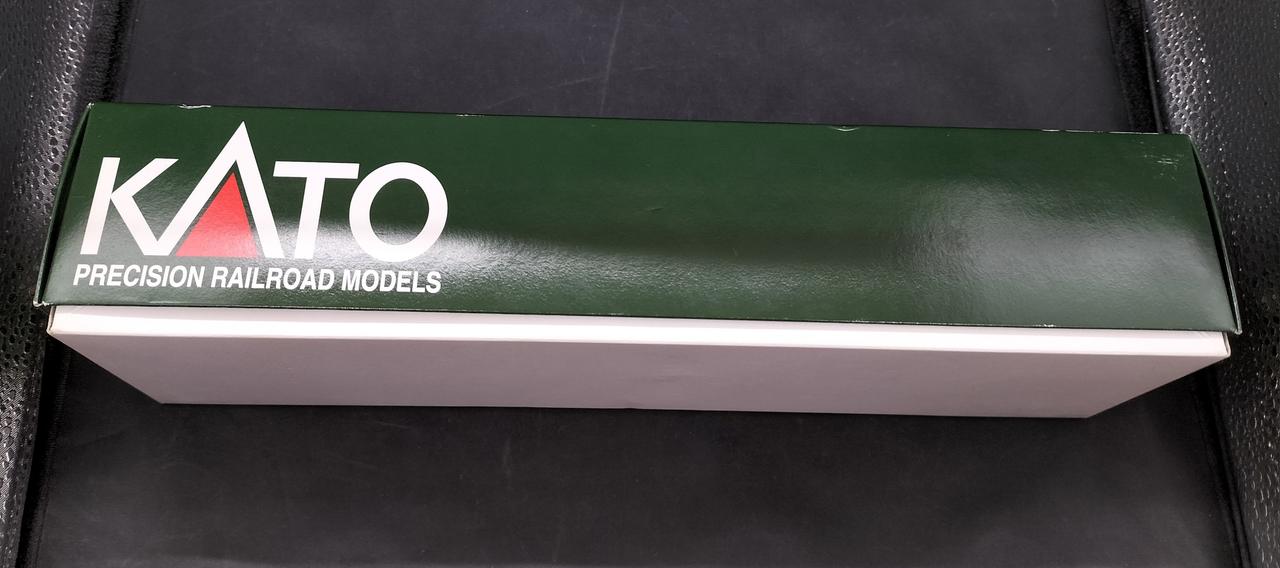 KATO
PRECISION RAILROAD MODELS